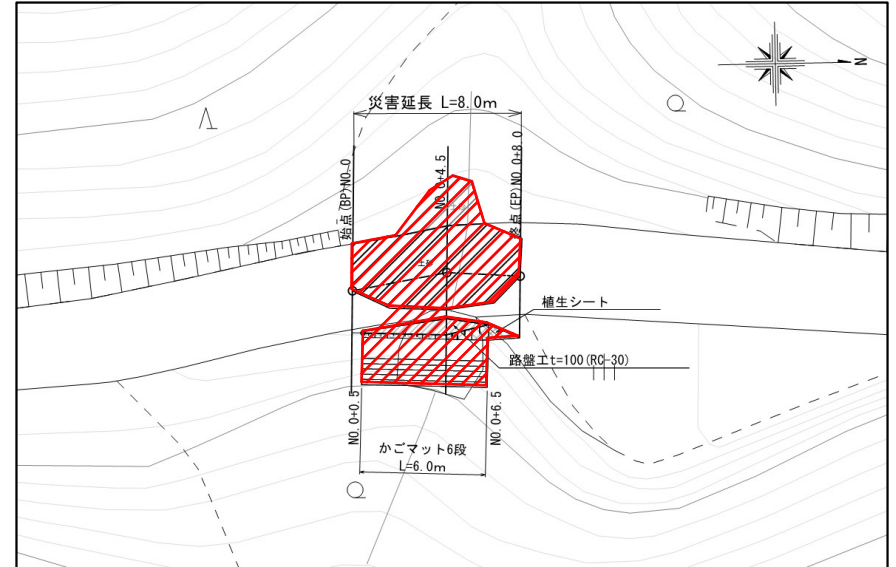 N
災害延長 L=8.0m
始点(BP)NO-0
NO.0+4.5
終点(EP)NO.0+8.0
土砂
植生シート
路盤工t=100(RC-30)
NO.0+0.5
NO.0+6.5
かごマット6段
L=6.0m